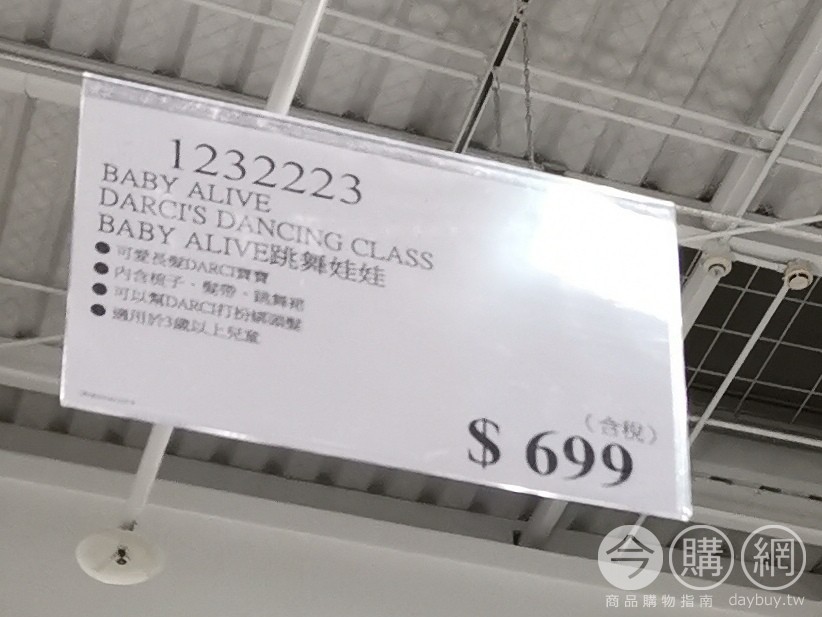 1232223
BABY ALIVE
DARCI'S DANCING CLASS
BABY ALIVE跳舞娃娃
● 可愛長髮DARCI寶寶
● 內含梳子、髮帶、跳舞裙
● 可以幫DARCI打扮綁頭髮
● 適用於3歲以上兒童
(含稅)
$ 699
今購網
商品購物指南 daybuy.tw